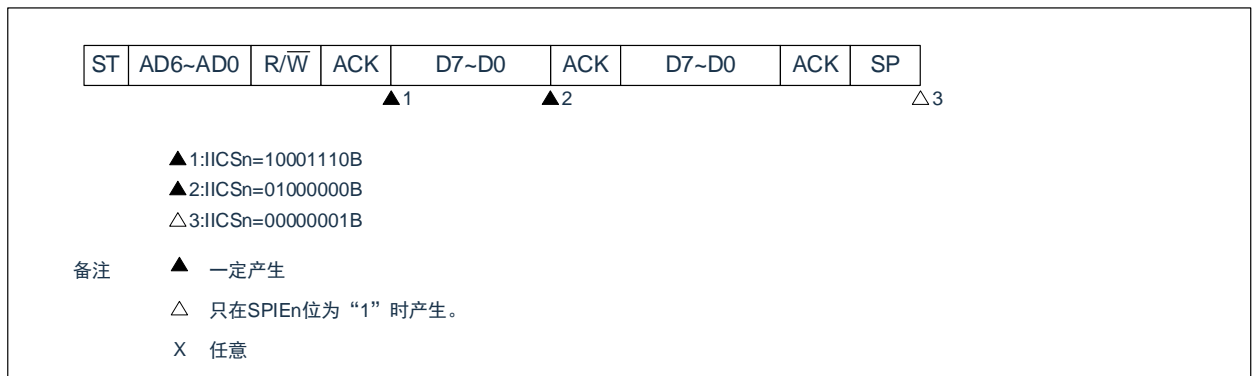 ST AD6~AD0 R/W̅ ACK D7~D0 ACK D7~D0 ACK SP
▲1 ▲2 △3
▲1:IICSn=10001110B
▲2:IICSn=01000000B
△3:IICSn=00000001B
备注 ▲ 一定产生
△ 只在SPIEn位为“1”时产生。
X 任意